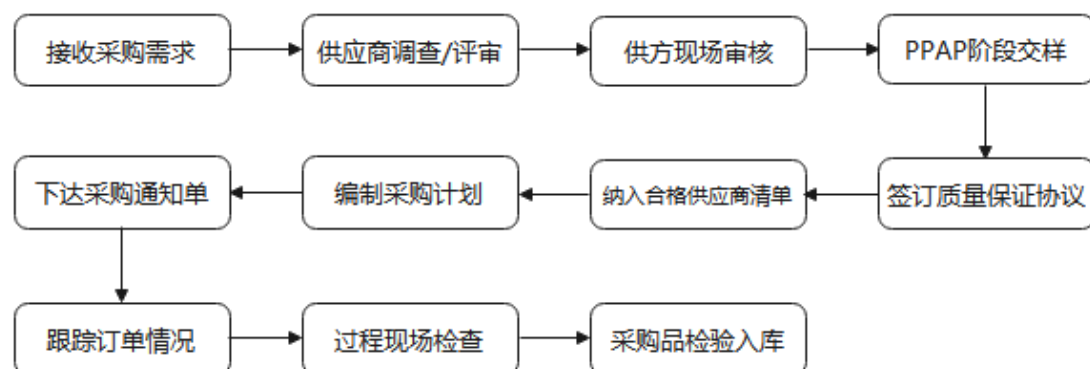 接收采购需求
供应商调查/评审
供方现场审核
PPAP阶段交样
签订质量保证协议
纳入合格供应商清单
编制采购计划
下达采购通知单
跟踪订单情况
过程现场检查
采购品检验入库